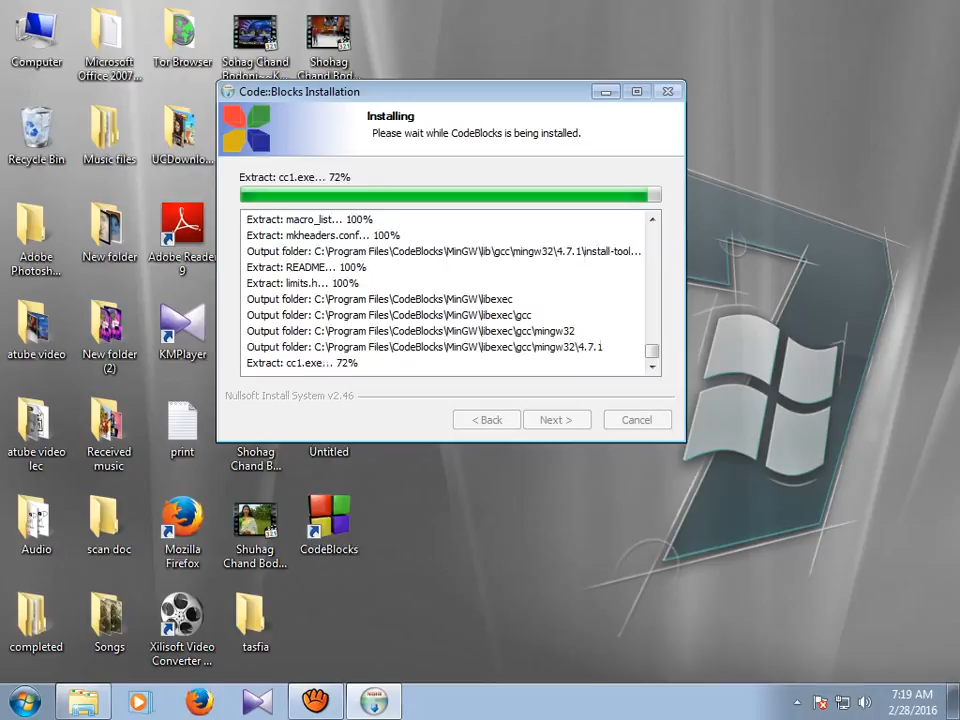 Computer
Microsoft
Office 2007...
Tor Browser
Sohag Chand
Bodoni~~K...
Shohag
Chand Bod...
Code::Blocks Installation
Installing
Please wait while CodeBlocks is being installed.
Extract: cc1.exe... 72%
Extract: macro_list... 100%
Extract: mkheaders.conf... 100%
Output folder: C:\Program Files\CodeBlocks\MinGW\lib\gcc\mingw32\4.7.1\install-tool...
Extract: README... 100%
Extract: limits.h... 100%
Output folder: C:\Program Files\CodeBlocks\MinGW\libexec
Output folder: C:\Program Files\CodeBlocks\MinGW\libexec\gcc
Output folder: C:\Program Files\CodeBlocks\MinGW\libexec\gcc\mingw32
Output folder: C:\Program Files\CodeBlocks\MinGW\libexec\gcc\mingw32\4.7.1
Extract: cc1.exe... 72%
Nullsoft Install System v2.46
< Back
Next >
Cancel
Recycle Bin
Music files
UCDownlo...
Adobe
Photosh...
New folder
Adobe Reader
9
atube video
New folder
(2)
KMPlayer
atube video
lec
Received
music
print
Shohag
Chand B...
Untitled
Audio
scan doc
Mozilla
Firefox
Shuhag
Chand Bod...
CodeBlocks
completed
Songs
Xilisoft Video
Converter ...
tasfia
7:19 AM
2/28/2016